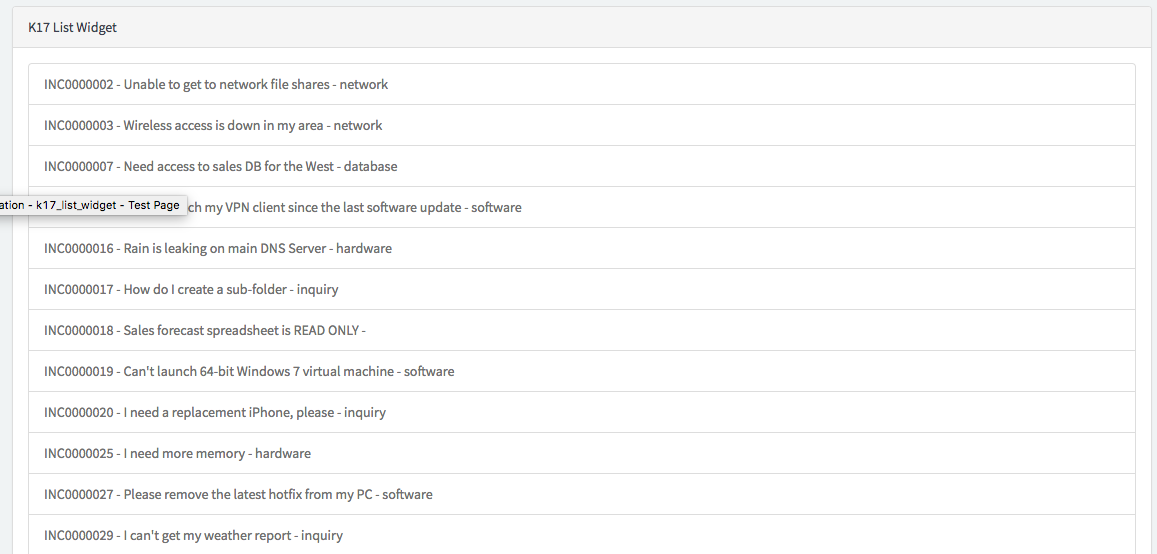 K17 List Widget
INC0000002 - Unable to get to network file shares - network
INC0000003 - Wireless access is down in my area - network
INC0000007 - Need access to sales DB for the West - database
ation - k17_list_widget - Test Page
ch my VPN client since the last software update - software
INC0000016 - Rain is leaking on main DNS Server - hardware
INC0000017 - How do I create a sub-folder - inquiry
INC0000018 - Sales forecast spreadsheet is READ ONLY -
INC0000019 - Can't launch 64-bit Windows 7 virtual machine - software
INC0000020 - I need a replacement iPhone, please - inquiry
INC0000025 - I need more memory - hardware
INC0000027 - Please remove the latest hotfix from my PC - software
INC0000029 - I can't get my weather report - inquiry